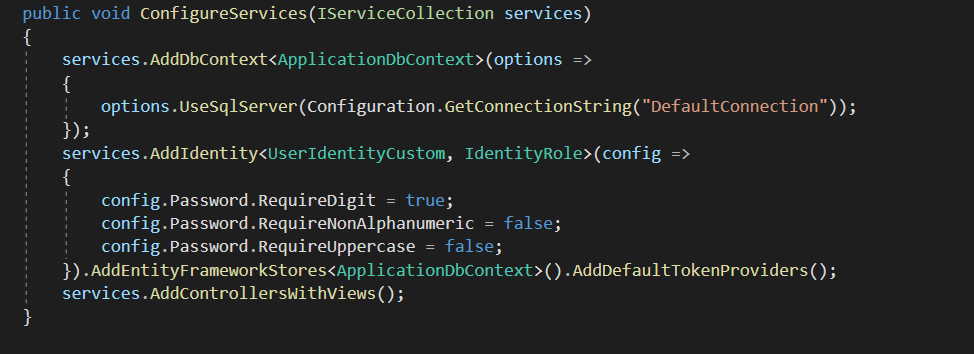 public void ConfigureServices(IServiceCollection services)
{
    services.AddDbContext<ApplicationDbContext>(options =>
    {
        options.UseSqlServer(Configuration.GetConnectionString("DefaultConnection"));
    });
    services.AddIdentity<UserIdentityCustom, IdentityRole>(config =>
    {
        config.Password.RequireDigit = true;
        config.Password.RequireNonAlphanumeric = false;
        config.Password.RequireUppercase = false;
    }).AddEntityFrameworkStores<ApplicationDbContext>().AddDefaultTokenProviders();
    services.AddControllersWithViews();
}